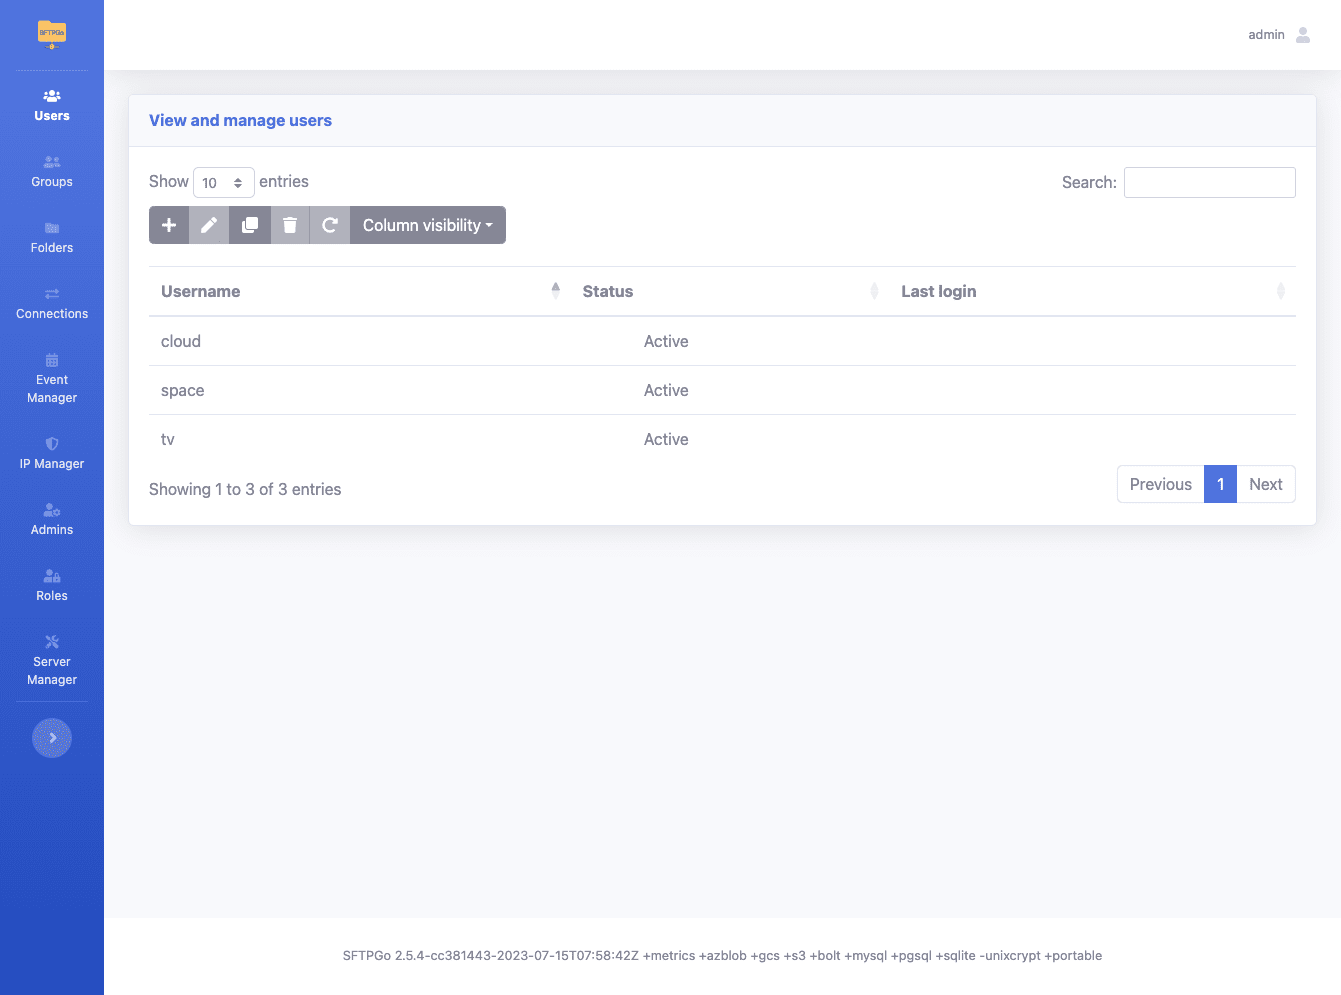 SFTPGo
admin
Users
Groups
Folders
Connections
Event
Manager
IP Manager
Admins
Roles
Server
Manager
View and manage users
Show 10 entries
Search:
Column visibility
Username Status Last login
cloud Active
space Active
tv Active
Showing 1 to 3 of 3 entries
Previous 1 Next
SFTPGo 2.5.4-cc381443-2023-07-15T07:58:42Z +metrics +azblob +gcs +s3 +bolt +mysql +pgsql +sqlite -unixcrypt +portable